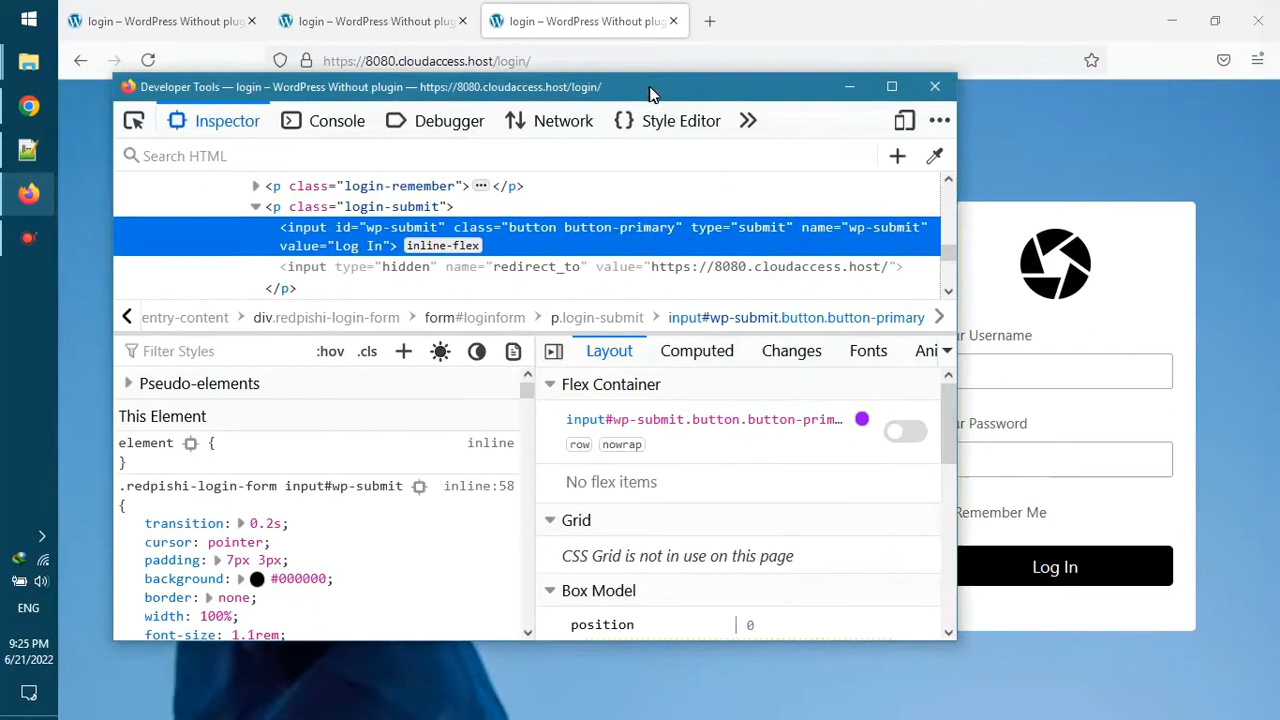 login – WordPress Without plug
login – WordPress Without plug
login – WordPress Without plug
https://8080.cloudaccess.host/login/
Developer Tools — login – WordPress Without plugin — https://8080.cloudaccess.host/login/
Inspector
Console
Debugger
Network
Style Editor
Search HTML
<p class="login-remember"> ••• </p>
<p class="login-submit">
<input id="wp-submit" class="button button-primary" type="submit" name="wp-submit"
value="Log In"> inline-flex
<input type="hidden" name="redirect_to" value="https://8080.cloudaccess.host/">
</p>
entry-content
div.redpishi-login-form
form#loginform
p.login-submit
input#wp-submit.button.button-primary
Filter Styles
:hov
.cls
Pseudo-elements
This Element
element { inline
}
.redpishi-login-form input#wp-submit inline:58
{
transition: 0.2s;
cursor: pointer;
padding: 7px 3px;
background: #000000;
border: none;
width: 100%;
font-size: 1.1rem;
Layout
Computed
Changes
Fonts
Ani
Flex Container
input#wp-submit.button.button-prim…
row
nowrap
No flex items
Grid
CSS Grid is not in use on this page
Box Model
position 0
ur Username
ur Password
Remember Me
Log In
ENG
9:25 PM
6/21/2022